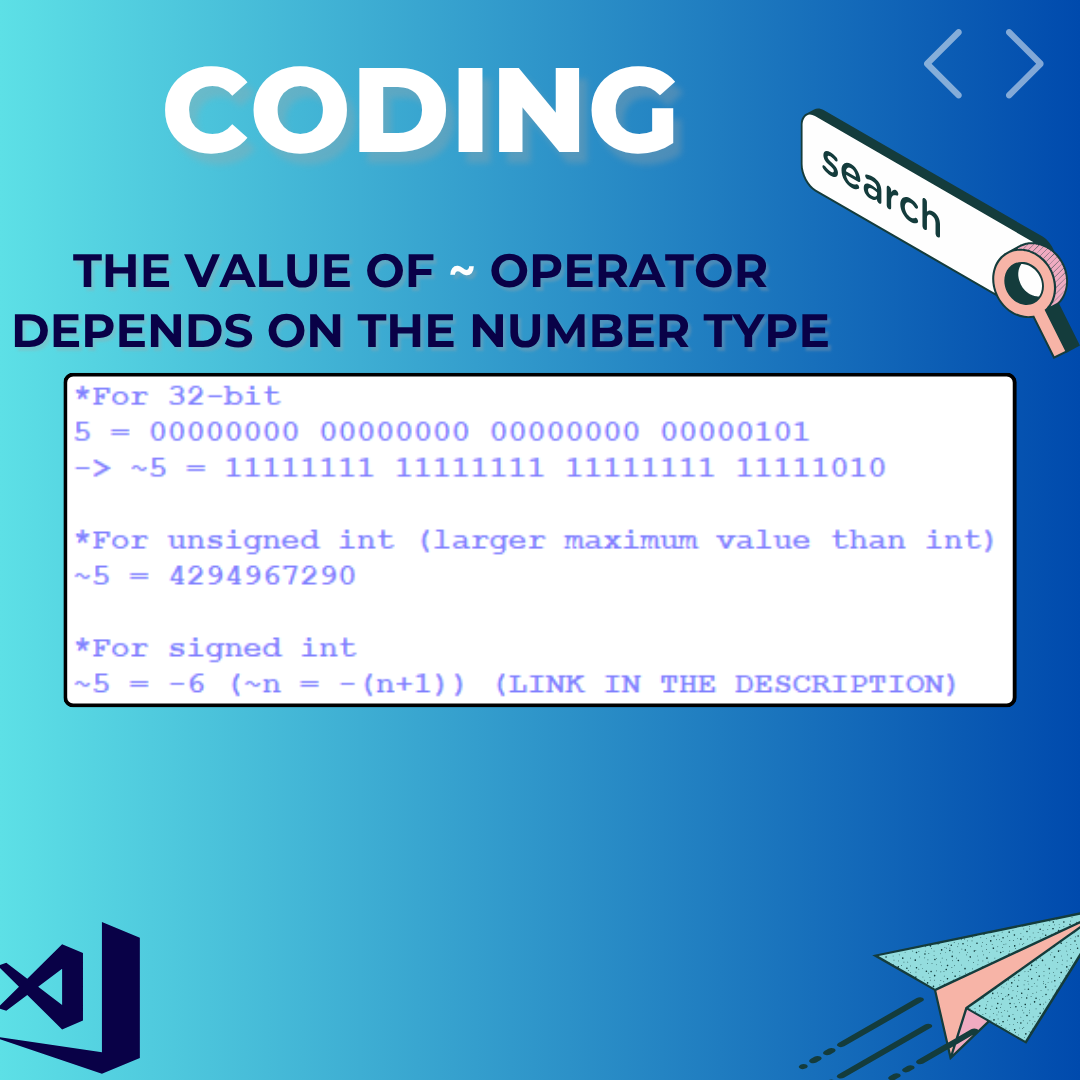 CODING
search
THE VALUE OF ~ OPERATOR
DEPENDS ON THE NUMBER TYPE
*For 32-bit
5 = 00000000 00000000 00000000 00000101
-> ~5 = 11111111 11111111 11111111 11111010
*For unsigned int (larger maximum value than int)
~5 = 4294967290
*For signed int
~5 = -6 (~n = -(n+1)) (LINK IN THE DESCRIPTION)